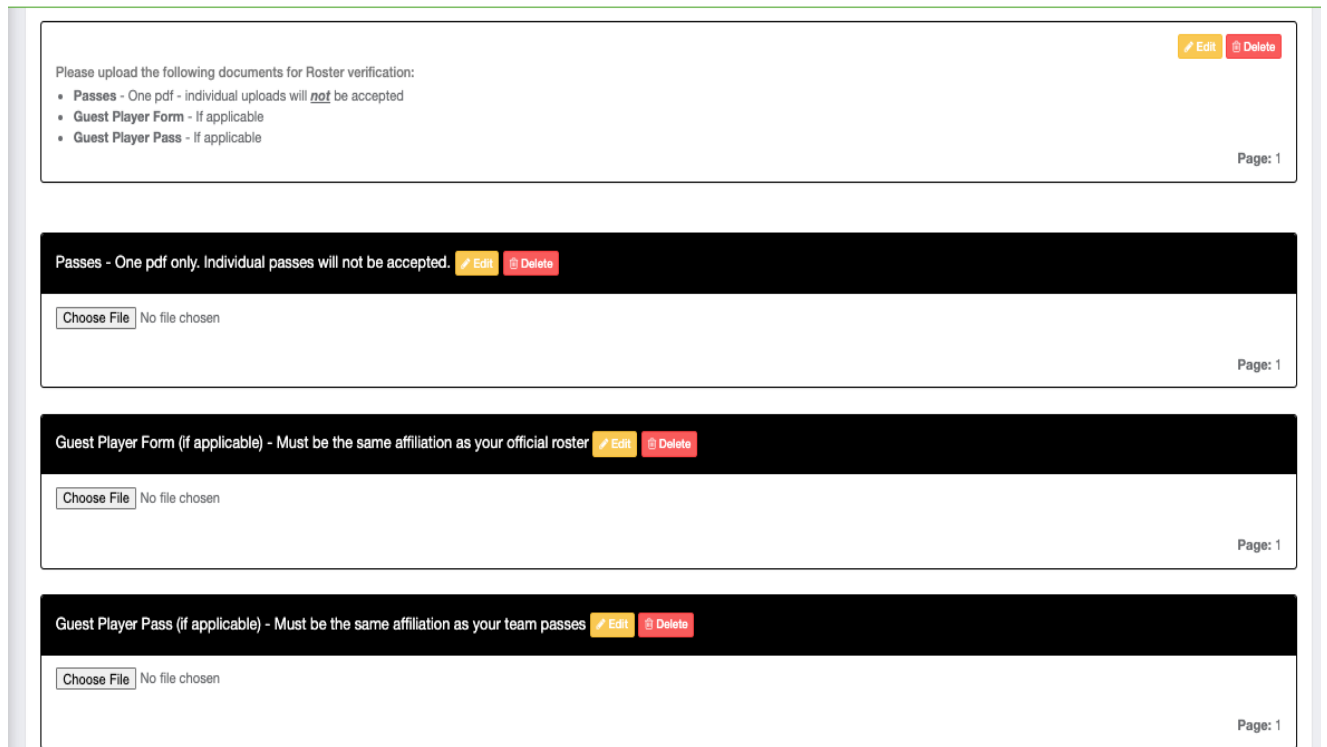 Edit Delete
Please upload the following documents for Roster verification:
• Passes - One pdf - individual uploads will not be accepted
• Guest Player Form - If applicable
• Guest Player Pass - If applicable
Page: 1
Passes - One pdf only. Individual passes will not be accepted. Edit Delete
Choose File No file chosen
Page: 1
Guest Player Form (if applicable) - Must be the same affiliation as your official roster Edit Delete
Choose File No file chosen
Page: 1
Guest Player Pass (if applicable) - Must be the same affiliation as your team passes Edit Delete
Choose File No file chosen
Page: 1